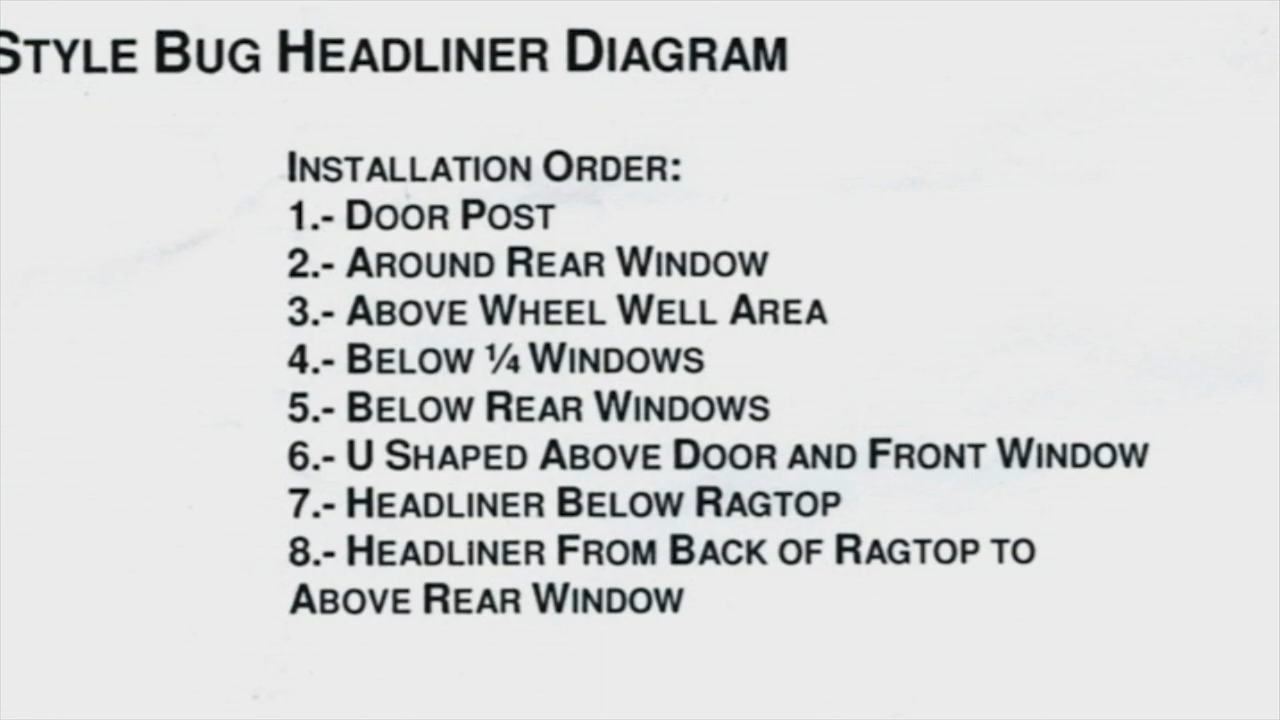 STYLE BUG HEADLINER DIAGRAM
INSTALLATION ORDER:
1.- DOOR POST
2.- AROUND REAR WINDOW
3.- ABOVE WHEEL WELL AREA
4.- BELOW ¼ WINDOWS
5.- BELOW REAR WINDOWS
6.- U SHAPED ABOVE DOOR AND FRONT WINDOW
7.- HEADLINER BELOW RAGTOP
8.- HEADLINER FROM BACK OF RAGTOP TO
ABOVE REAR WINDOW